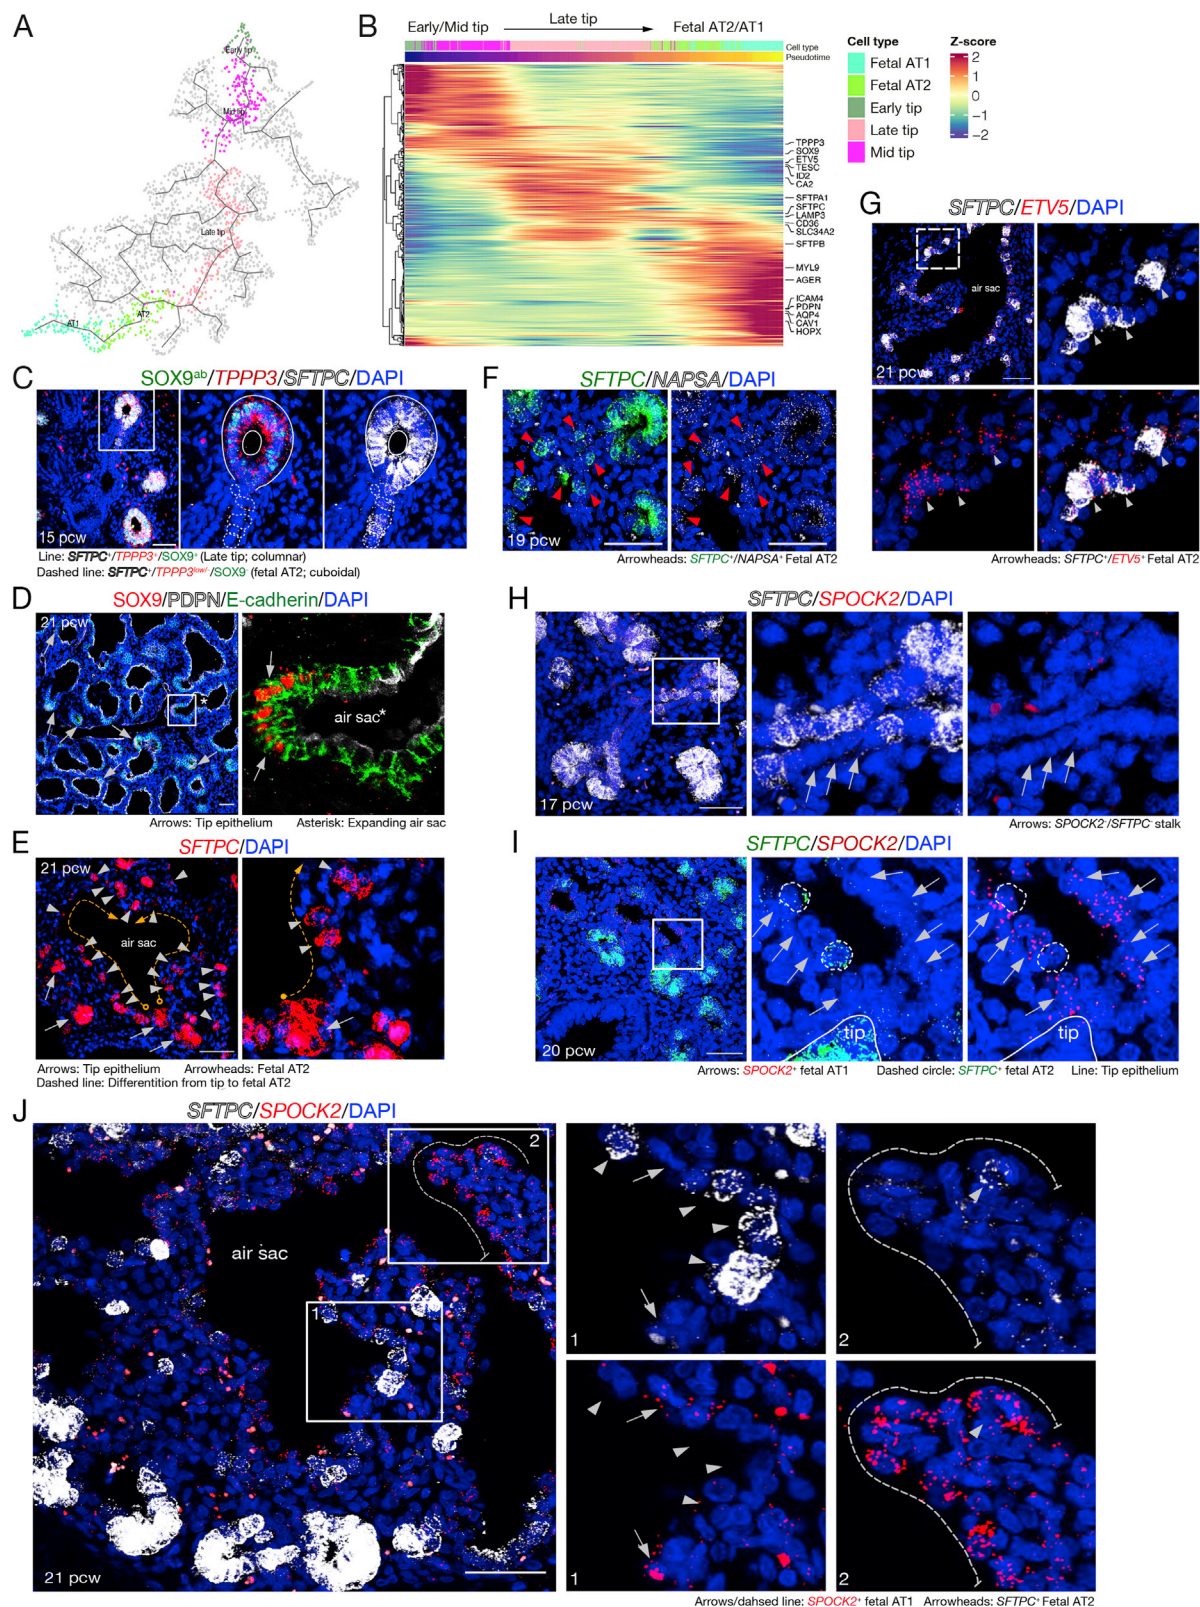 A
Early tip
Mid tip
Late tip
AT2
AT1
B
Early/Mid tip
Late tip
Fetal AT2/AT1
Cell type
Pseudotime
TPPP3
SOX9
ETV5
TESC
ID2
CA2
SFTPA1
SFTPC
LAMP3
CD36
SLC34A2
SFTPB
MYL9
AGER
ICAM4
PDPN
AQP4
CAV1
HOPX
Cell type
Fetal AT1
Fetal AT2
Early tip
Late tip
Mid tip
Z-score
2
1
0
−1
−2
C
SOX9ab/TPPP3/SFTPC/DAPI
15 pcw
Line: SFTPC+/TPPP3+/SOX9+ (Late tip; columnar)
Dashed line: SFTPC+/TPPP3low/-/SOX9- (fetal AT2; cuboidal)
F
SFTPC/NAPSA/DAPI
19 pcw
Arrowheads: SFTPC+/NAPSA+ Fetal AT2
G
SFTPC/ETV5/DAPI
air sac
21 pcw
Arrowheads: SFTPC+/ETV5+ Fetal AT2
D
SOX9/PDPN/E-cadherin/DAPI
21 pcw
*
air sac*
Arrows: Tip epithelium Asterisk: Expanding air sac
E
SFTPC/DAPI
21 pcw
air sac
Arrows: Tip epithelium Arrowheads: Fetal AT2
Dashed line: Differentition from tip to fetal AT2
H
SFTPC/SPOCK2/DAPI
17 pcw
Arrows: SPOCK2-/SFTPC- stalk
I
SFTPC/SPOCK2/DAPI
20 pcw
tip
tip
Arrows: SPOCK2+ fetal AT1 Dashed circle: SFTPC+ fetal AT2 Line: Tip epithelium
J
SFTPC/SPOCK2/DAPI
2
air sac
1
21 pcw
1
2
1
2
Arrows/dahsed line: SPOCK2+ fetal AT1 Arrowheads: SFTPC+ Fetal AT2